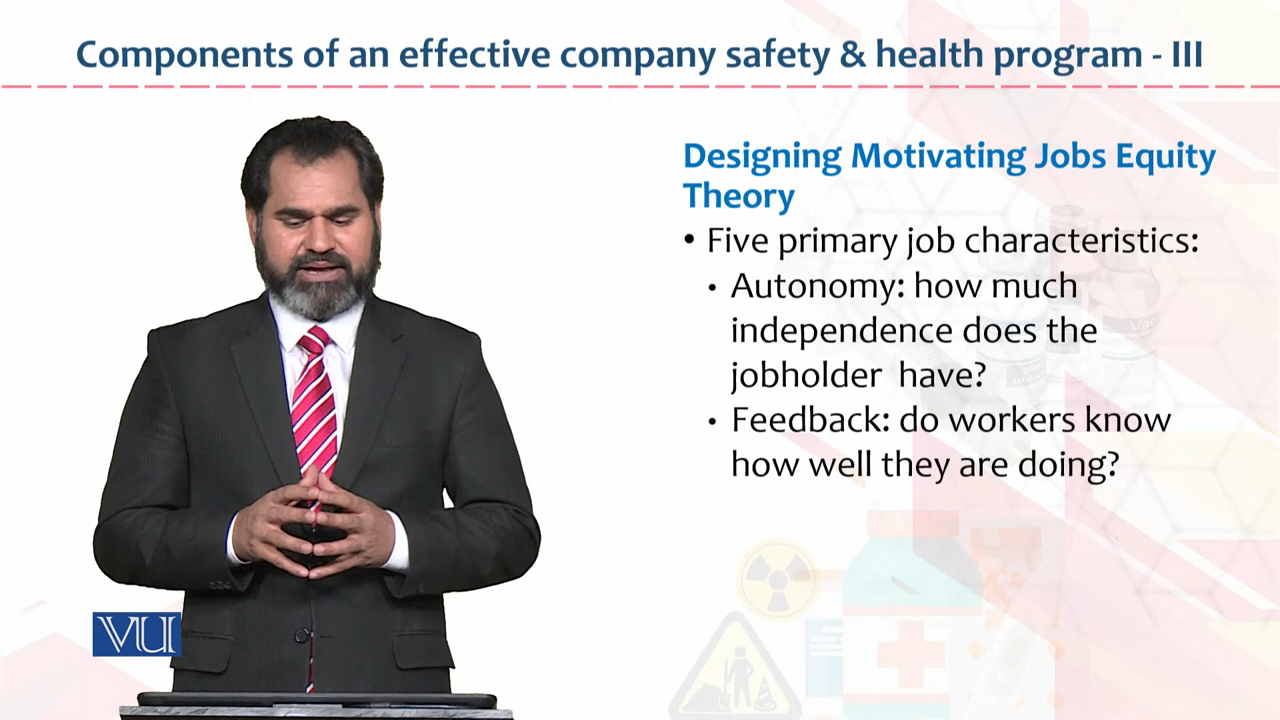 Components of an effective company safety & health program - III
Designing Motivating Jobs Equity
Theory
• Five primary job characteristics:
• Autonomy: how much
independence does the
jobholder have?
• Feedback: do workers know
how well they are doing?
VU